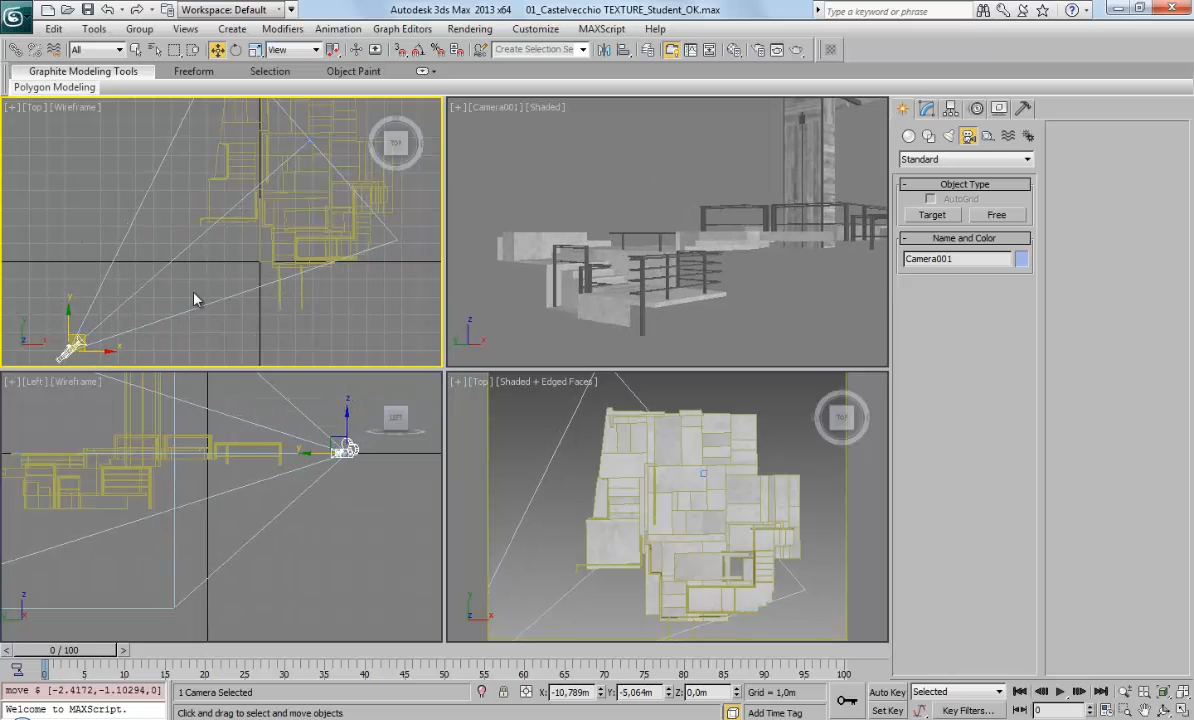 Workspace: Default
Autodesk 3ds Max 2013 x64 01_Castelvecchio TEXTURE_Student_OK.max
Type a keyword or phrase
Edit Tools Group Views Create Modifiers Animation Graph Editors Rendering Customize MAXScript Help
All View Create Selection Se
Graphite Modeling Tools Freeform Selection Object Paint
Polygon Modeling
[+][Top][Wireframe]
TOP
[+][Camera001][Shaded]
Standard
- Object Type
AutoGrid
Target Free
- Name and Color
Camera001
y
x
z
[+][Left][Wireframe]
LEFT
[+][Top][Shaded + Edged Faces]
TOP
< 0 / 100 >
0 5 10 15 20 25 30 35 40 45 50 55 60 65 70 75 80 85 90 95 100
move $ [-2.4172,-1.10294,0]
1 Camera Selected
X: -10,789m Y: -5,064m Z: 0,0m Grid = 1,0m
Auto Key Selected
Welcome to MAXScript.
Click and drag to select and move objects
Add Time Tag
Set Key Key Filters...
0